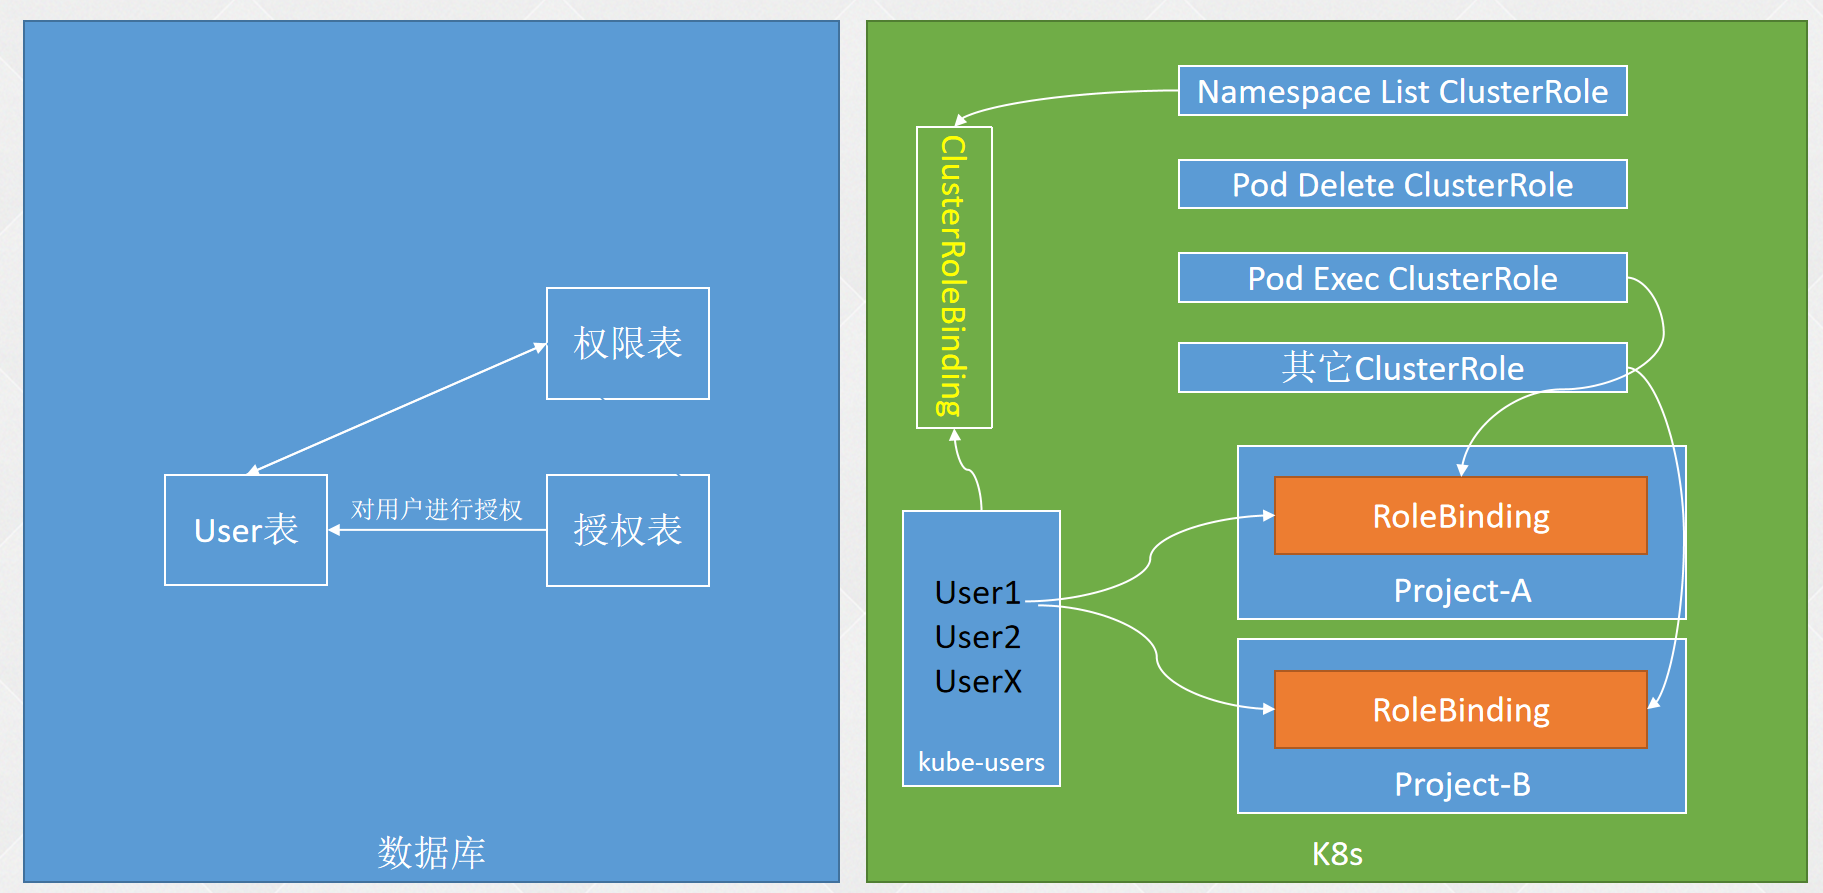 权限表
User表
对用户进行授权
授权表
数据库
Namespace List ClusterRole
ClusterRoleBinding
Pod Delete ClusterRole
Pod Exec ClusterRole
其它ClusterRole
User1
User2
UserX
kube-users
RoleBinding
Project-A
RoleBinding
Project-B
K8s